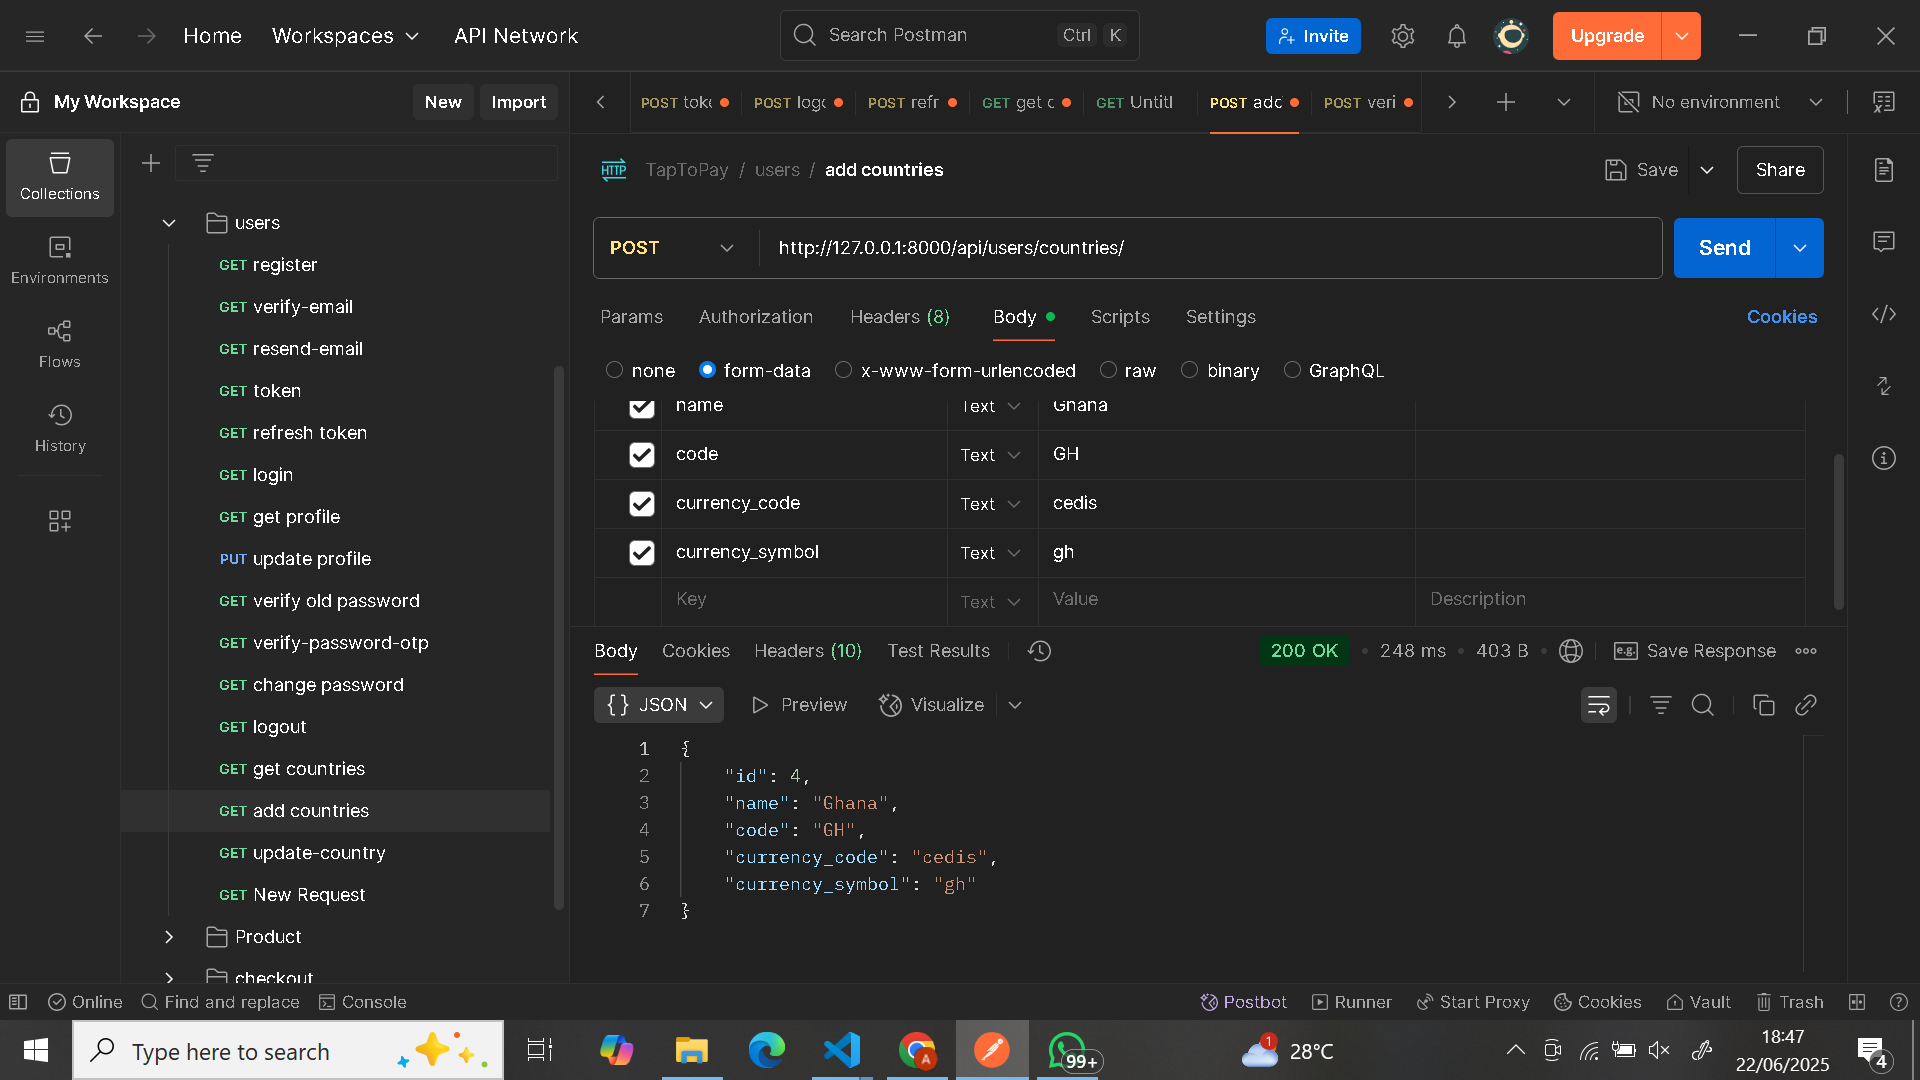 Home Workspaces API Network Search Postman Ctrl K Invite Upgrade
My Workspace New Import POST toke POST logo POST refr GET get c GET Untitl POST add POST veri No environment
Collections
Environments
Flows
History
users
GET register
GET verify-email
GET resend-email
GET token
GET refresh token
GET login
GET get profile
PUT update profile
GET verify old password
GET verify-password-otp
GET change password
GET logout
GET get countries
GET add countries
GET update-country
GET New Request
Product
checkout
HTTP TapToPay / users / add countries Save Share
POST http://127.0.0.1:8000/api/users/countries/ Send
Params Authorization Headers (8) Body Scripts Settings Cookies
none form-data x-www-form-urlencoded raw binary GraphQL
name Text Ghana
code Text GH
currency_code Text cedis
currency_symbol Text gh
Key Text Value Description
Body Cookies Headers (10) Test Results 200 OK • 248 ms • 403 B • e.g. Save Response
{} JSON Preview Visualize
1 {
2 "id": 4,
3 "name": "Ghana",
4 "code": "GH",
5 "currency_code": "cedis",
6 "currency_symbol": "gh"
7 }
Online Find and replace Console Postbot Runner Start Proxy Cookies Vault Trash
Type here to search A 99+ 1 28°C 18:47
22/06/2025 4